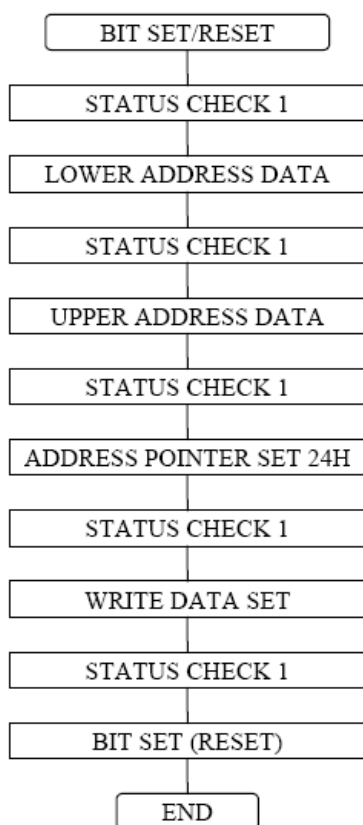 BIT SET/RESET
STATUS CHECK 1
LOWER ADDRESS DATA
STATUS CHECK 1
UPPER ADDRESS DATA
STATUS CHECK 1
ADDRESS POINTER SET 24H
STATUS CHECK 1
WRITE DATA SET
STATUS CHECK 1
BIT SET (RESET)
END